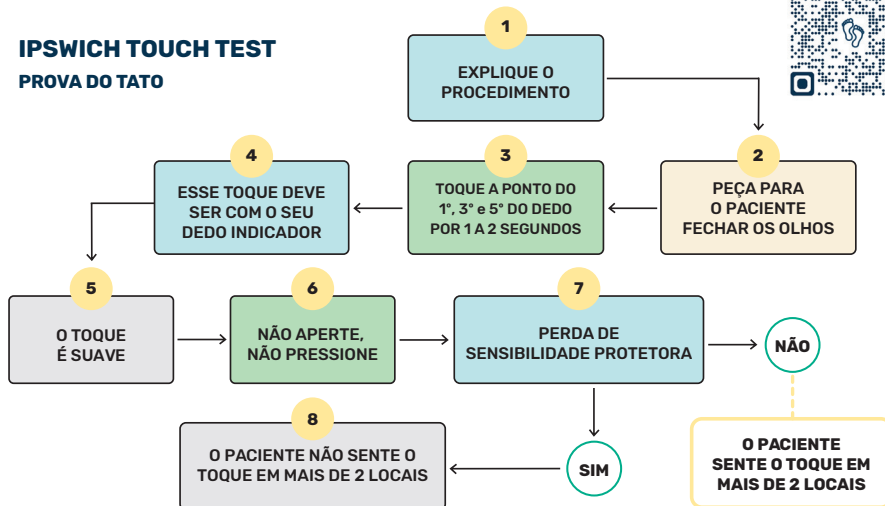 IPSWICH TOUCH TEST
PROVA DO TATO
1
EXPLIQUE O
PROCEDIMENTO
2
PEÇA PARA
O PACIENTE
FECHAR OS OLHOS
3
TOQUE A PONTO DO
1º, 3º e 5º DO DEDO
POR 1 A 2 SEGUNDOS
4
ESSE TOQUE DEVE
SER COM O SEU
DEDO INDICADOR
5
O TOQUE
É SUAVE
6
NÃO APERTE,
NÃO PRESSIONE
7
PERDA DE
SENSIBILIDADE PROTETORA
NÃO
O PACIENTE
SENTE O TOQUE EM
MAIS DE 2 LOCAIS
SIM
8
O PACIENTE NÃO SENTE O
TOQUE EM MAIS DE 2 LOCAIS